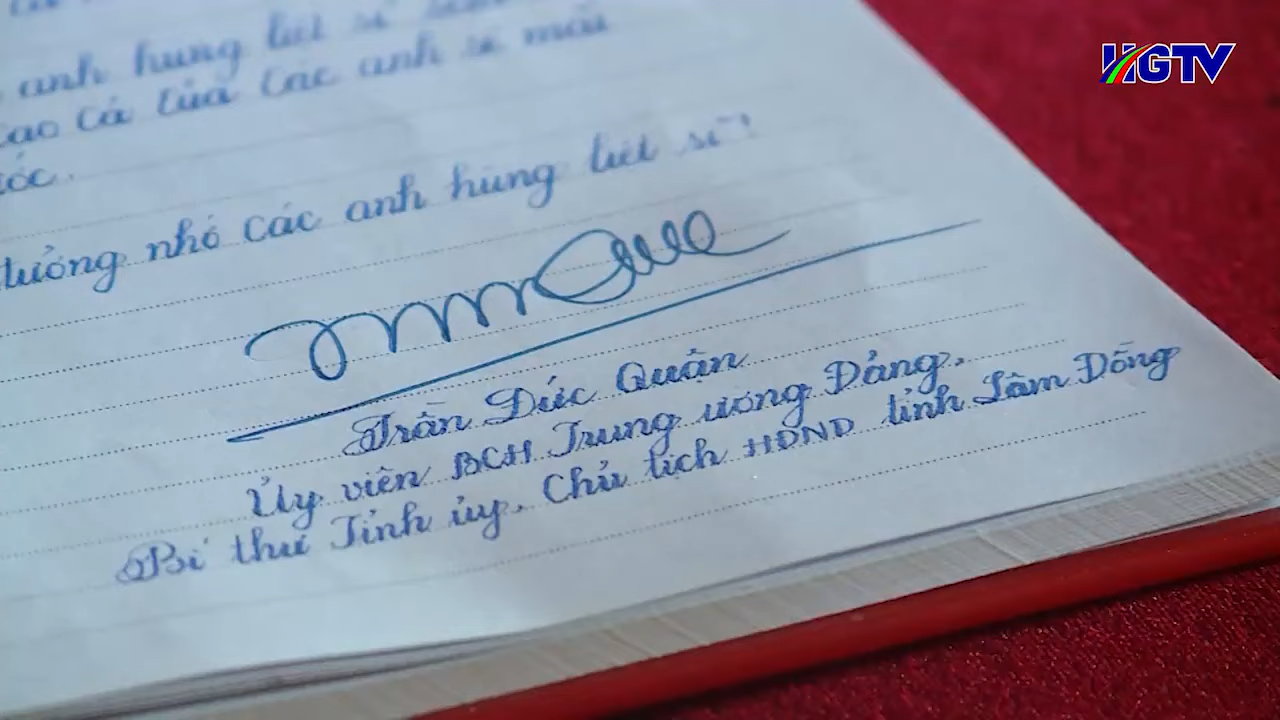 HGTV
anh hùng liệt sĩ
cao cả của các anh sẽ mãi
ốc.
tưởng nhớ các anh hùng liệt sĩ!
Trần Đức Quận
Ủy viên BCH Trung ương Đảng,
Bí thư Tỉnh ủy, Chủ tịch HĐND tỉnh Lâm Đồng